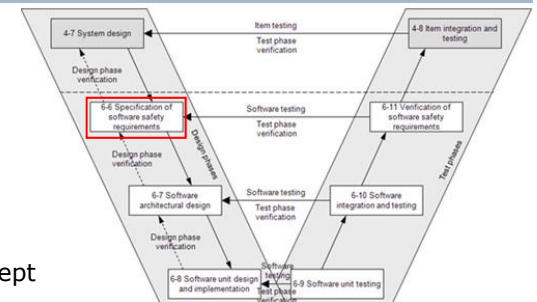 Item testing
4-7 System design
4-8 Item integration and
testing
Test phase
verification
Design phase
verification
6-6 Specification of
software safety
requirements
Software testing
6-11 Verification of
software safety
requirements
Test phase
verification
Design phases
Test phases
Design phase
verification
6-7 Software
architectural design
Software testing
6-10 Software
integration and testing
Test phase
verification
Design phase
verification
ept
6-8 Software unit design
and implementation
Software
testing
Test phase
verification
6-9 Software unit testing